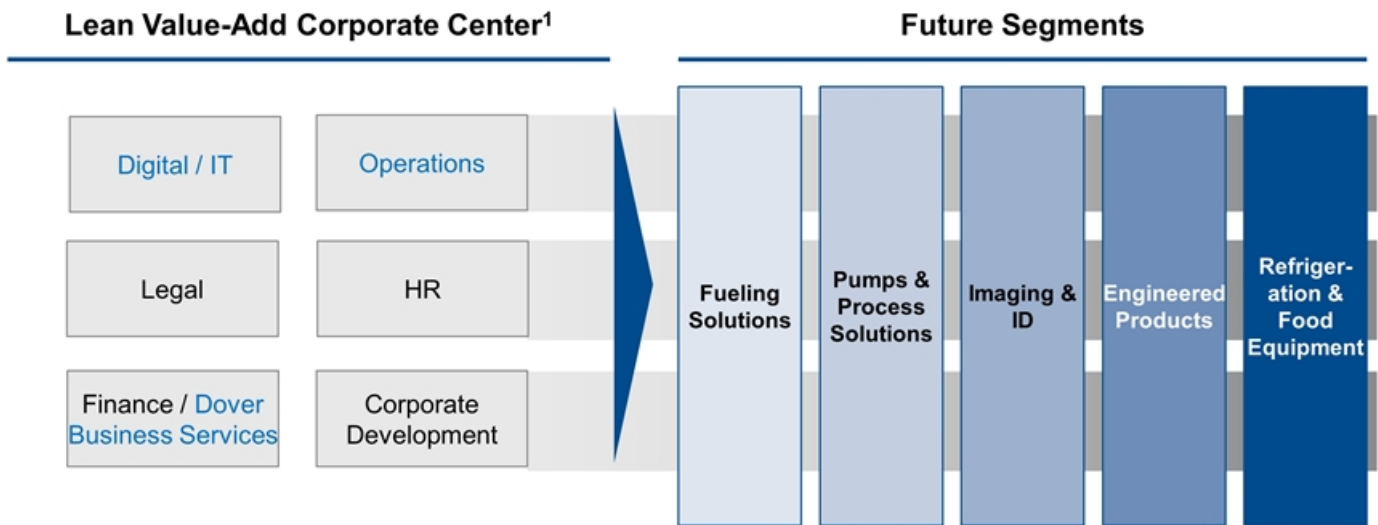 Lean Value-Add Corporate Center¹
Future Segments
Digital / IT
Operations
Legal
HR
Finance / Dover
Business Services
Corporate
Development
Fueling
Solutions
Pumps &
Process
Solutions
Imaging &
ID
Engineered
Products
Refriger-
ation &
Food
Equipment